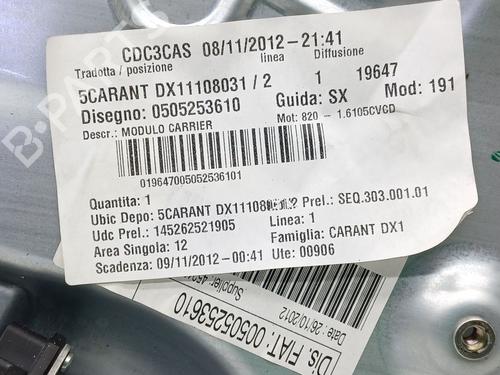 CDC3CAS 08/11/2012-21:41
Tradotta / posizione linea Diffusione
5CARANT DX11108031 / 2 1 19647
Disegno: 0505253610 Guida: SX Mod: 191
Descr.: MODULO CARRIER Mot: 820 - 1.6105CVCD
019647005052536101
Quantita: 1
Ubic Depo: 5CARANT Prel.: SEQ.303.001.01
Udc Prel.: 145262521905 Linea: 1
Area Singola: 12 Famiglia: CARANT DX1
Scadenza: 09/11/2012-00:41 Ute: 00906
Supplier:
Date : 26/10/2012
Dis. FIAT: 00505253610
B-PARTS